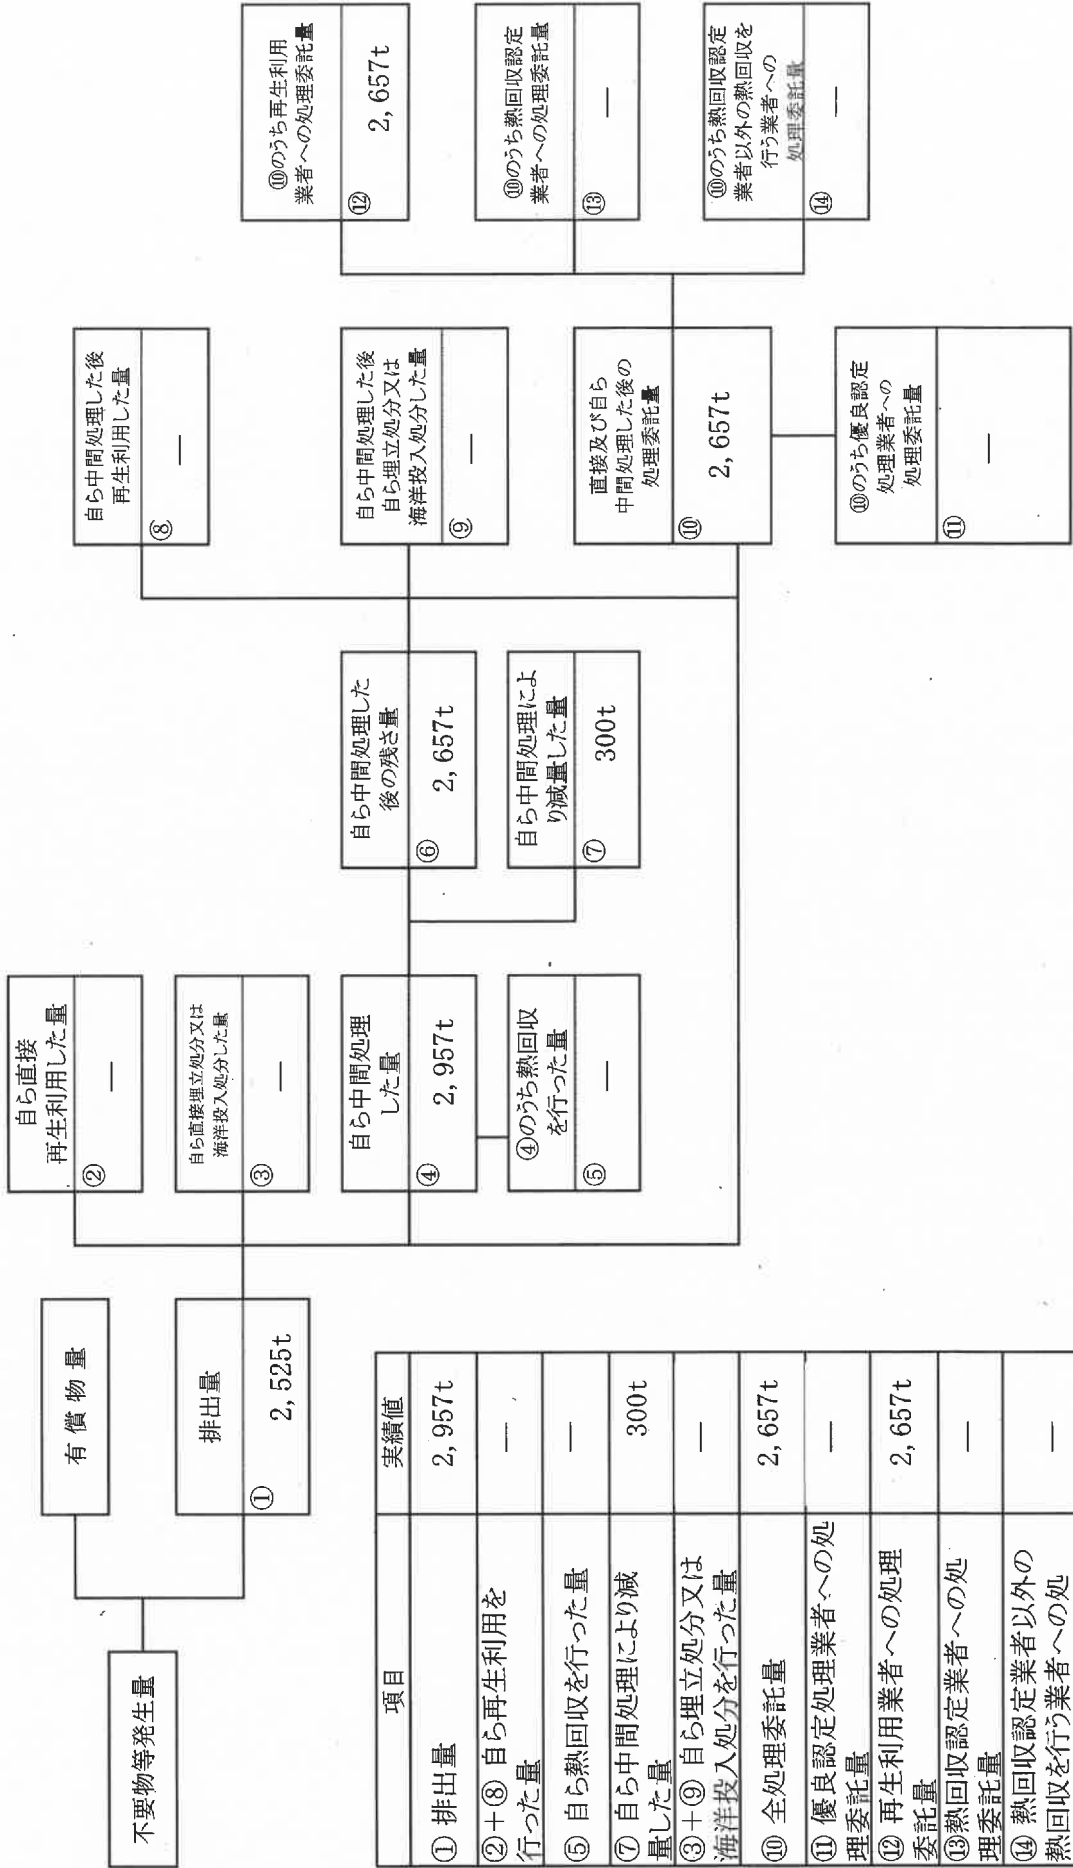 不要物等発生量
有償物量
排出量
①
2,525t
自ら直接
再生利用した量
②
—
自ら直接埋立処分又は
海洋投入処分した量
③
—
自ら中間処理
した量
④
2,957t
④のうち熱回収
を行った量
⑤
—
自ら中間処理した
後の残さ量
⑥
2,657t
自ら中間処理によ
り減量した量
⑦
300t
自ら中間処理した後
再生利用した量
⑧
—
自ら中間処理した後
自ら埋立処分又は
海洋投入処分した量
⑨
—
直接及び自ら
中間処理した後の
処理委託量
⑩
2,657t
⑩のうち優良認定
処理業者への
処理委託量
⑪
—
⑩のうち再生利用
業者への処理委託量
⑫
2,657t
⑩のうち熱回収認定
業者への処理委託量
⑬
—
⑩のうち熱回収認定
業者以外の熱回収を
行う業者への
処理委託量
⑭
—
項目 実績値
① 排出量 2,957t
②+⑧ 自ら再生利用を
行った量 —
⑤ 自ら熱回収を行った量 —
⑦ 自ら中間処理により減
量した量 300t
③+⑨ 自ら埋立処分又は
海洋投入処分を行った量 —
⑩ 全処理委託量 2,657t
⑪ 優良認定処理業者への処
理委託量 —
⑫ 再生利用業者への処理
委託量 2,657t
⑬熱回収認定業者への処
理委託量 —
⑭ 熱回収認定業者以外の
熱回収を行う業者への処 —